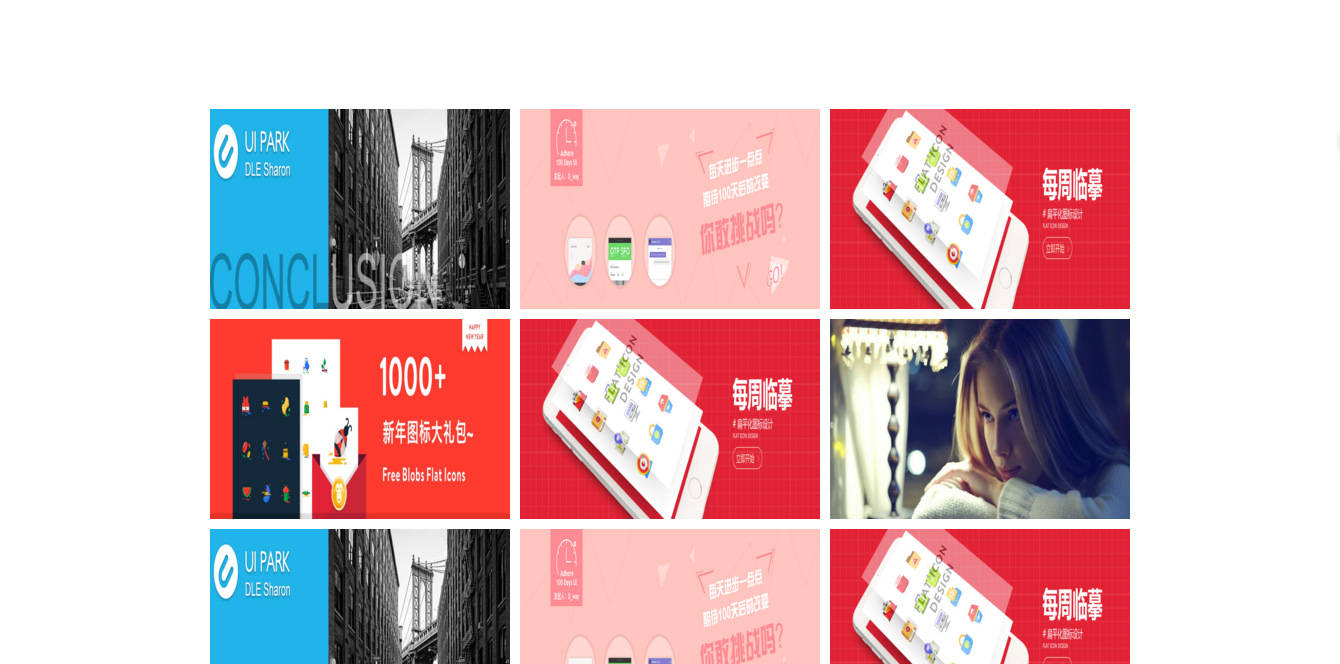 UI PARK
DLE Sharon
CONCLUSION
Adhere
100 Days UI
发起人：S_way
每天进步一点点
期待100天后的改变
你敢挑战吗?
GO!
OTP SFO
FLAT ICON
DESIGN
每周临摹
# 扁平化图标设计
FLAT ICON DESIGN
立即开始
HAPPY
NEW YEAR
1000+
新年图标大礼包~
Free Blobs Flat Icons
FLAT ICON
DESIGN
每周临摹
# 扁平化图标设计
FLAT ICON DESIGN
立即开始
UI PARK
DLE Sharon
Adhere
100 Days UI
发起人：S_way
每天进步一点点
期待100天后的改变
你敢挑战吗?
FLAT ICON
DESIGN
每周临摹
# 扁平化图标设计
FLAT ICON DESIGN